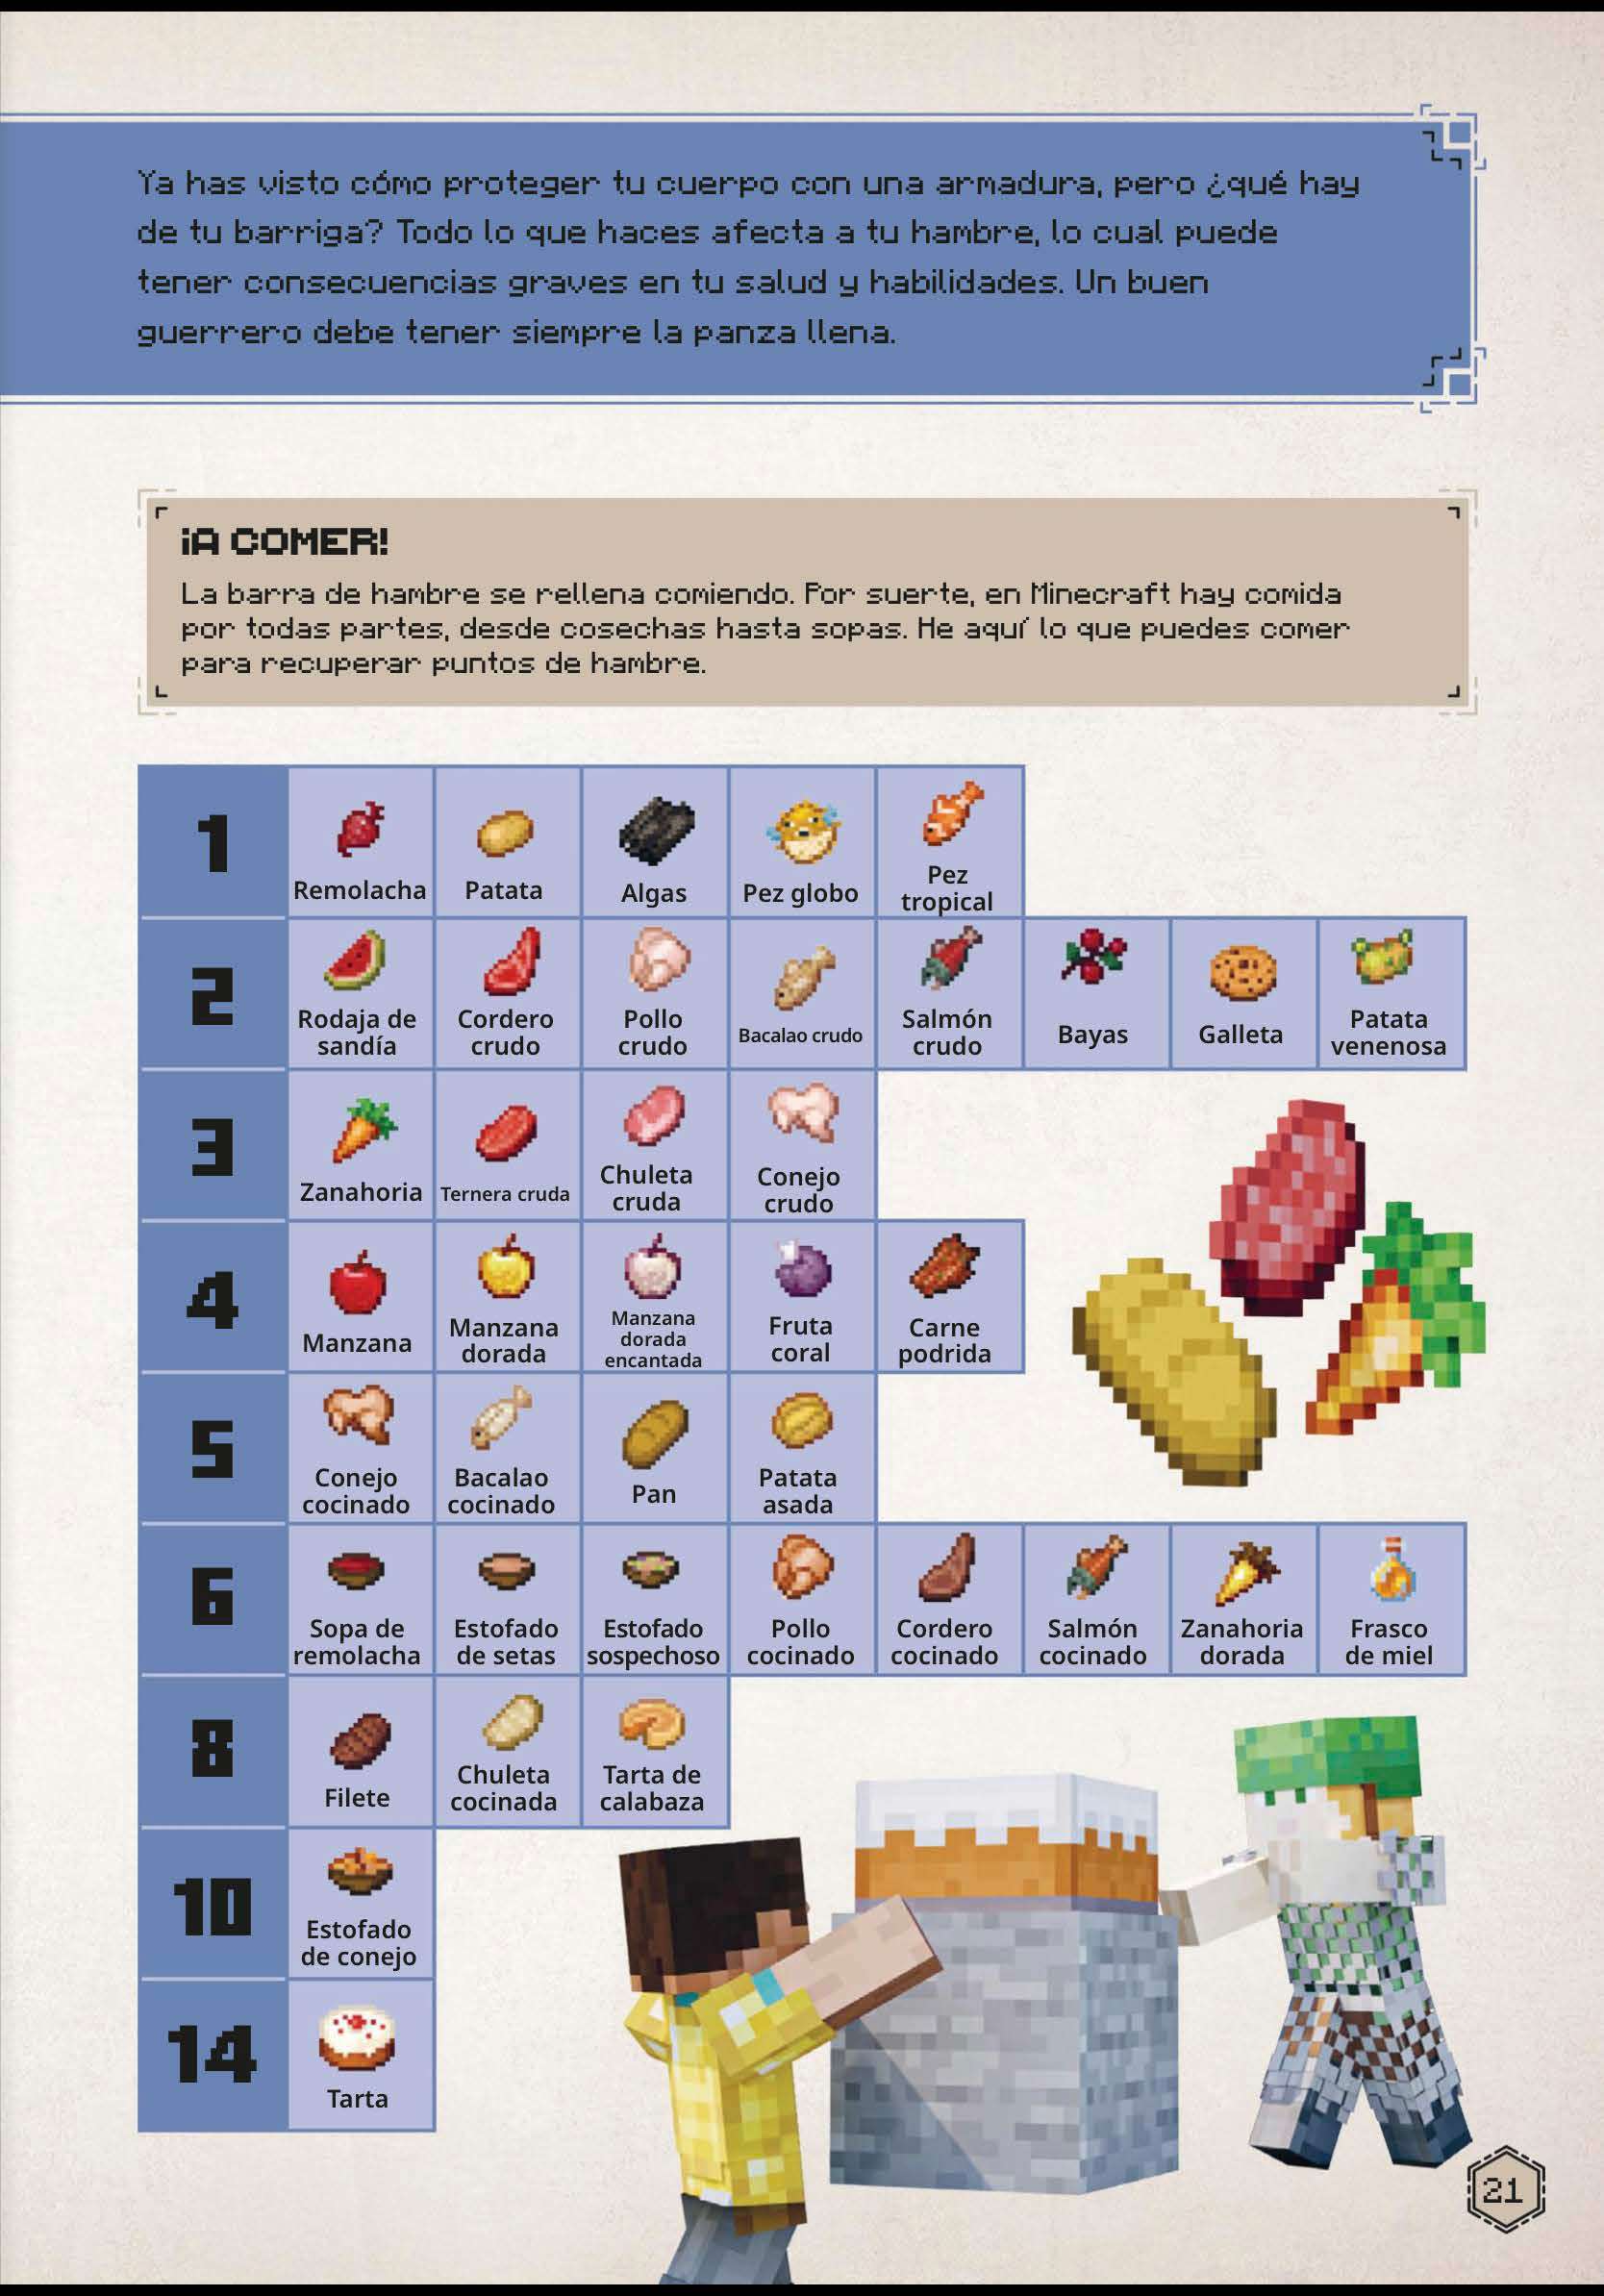 Ya has visto cómo proteger tu cuerpo con una armadura, pero ¿qué hay
de tu barriga? Todo lo que haces afecta a tu hambre, lo cual puede
tener consecuencias graves en tu salud y habilidades. Un buen
guerrero debe tener siempre la panza llena.
¡A COMER!
La barra de hambre se rellena comiendo. Por suerte, en Minecraft hay comida
por todas partes, desde cosechas hasta sopas. He aquí lo que puedes comer
para recuperar puntos de hambre.
1
Remolacha
Patata
Algas
Pez globo
Pez
tropical
2
Rodaja de
sandía
Cordero
crudo
Pollo
crudo
Bacalao crudo
Salmón
crudo
Bayas
Galleta
Patata
venenosa
3
Zanahoria
Ternera cruda
Chuleta
cruda
Conejo
crudo
4
Manzana
Manzana
dorada
Manzana
dorada
encantada
Fruta
coral
Carne
podrida
5
Conejo
cocinado
Bacalao
cocinado
Pan
Patata
asada
6
Sopa de
remolacha
Estofado
de setas
Estofado
sospechoso
Pollo
cocinado
Cordero
cocinado
Salmón
cocinado
Zanahoria
dorada
Frasco
de miel
8
Filete
Chuleta
cocinada
Tarta de
calabaza
10
Estofado
de conejo
14
Tarta
21